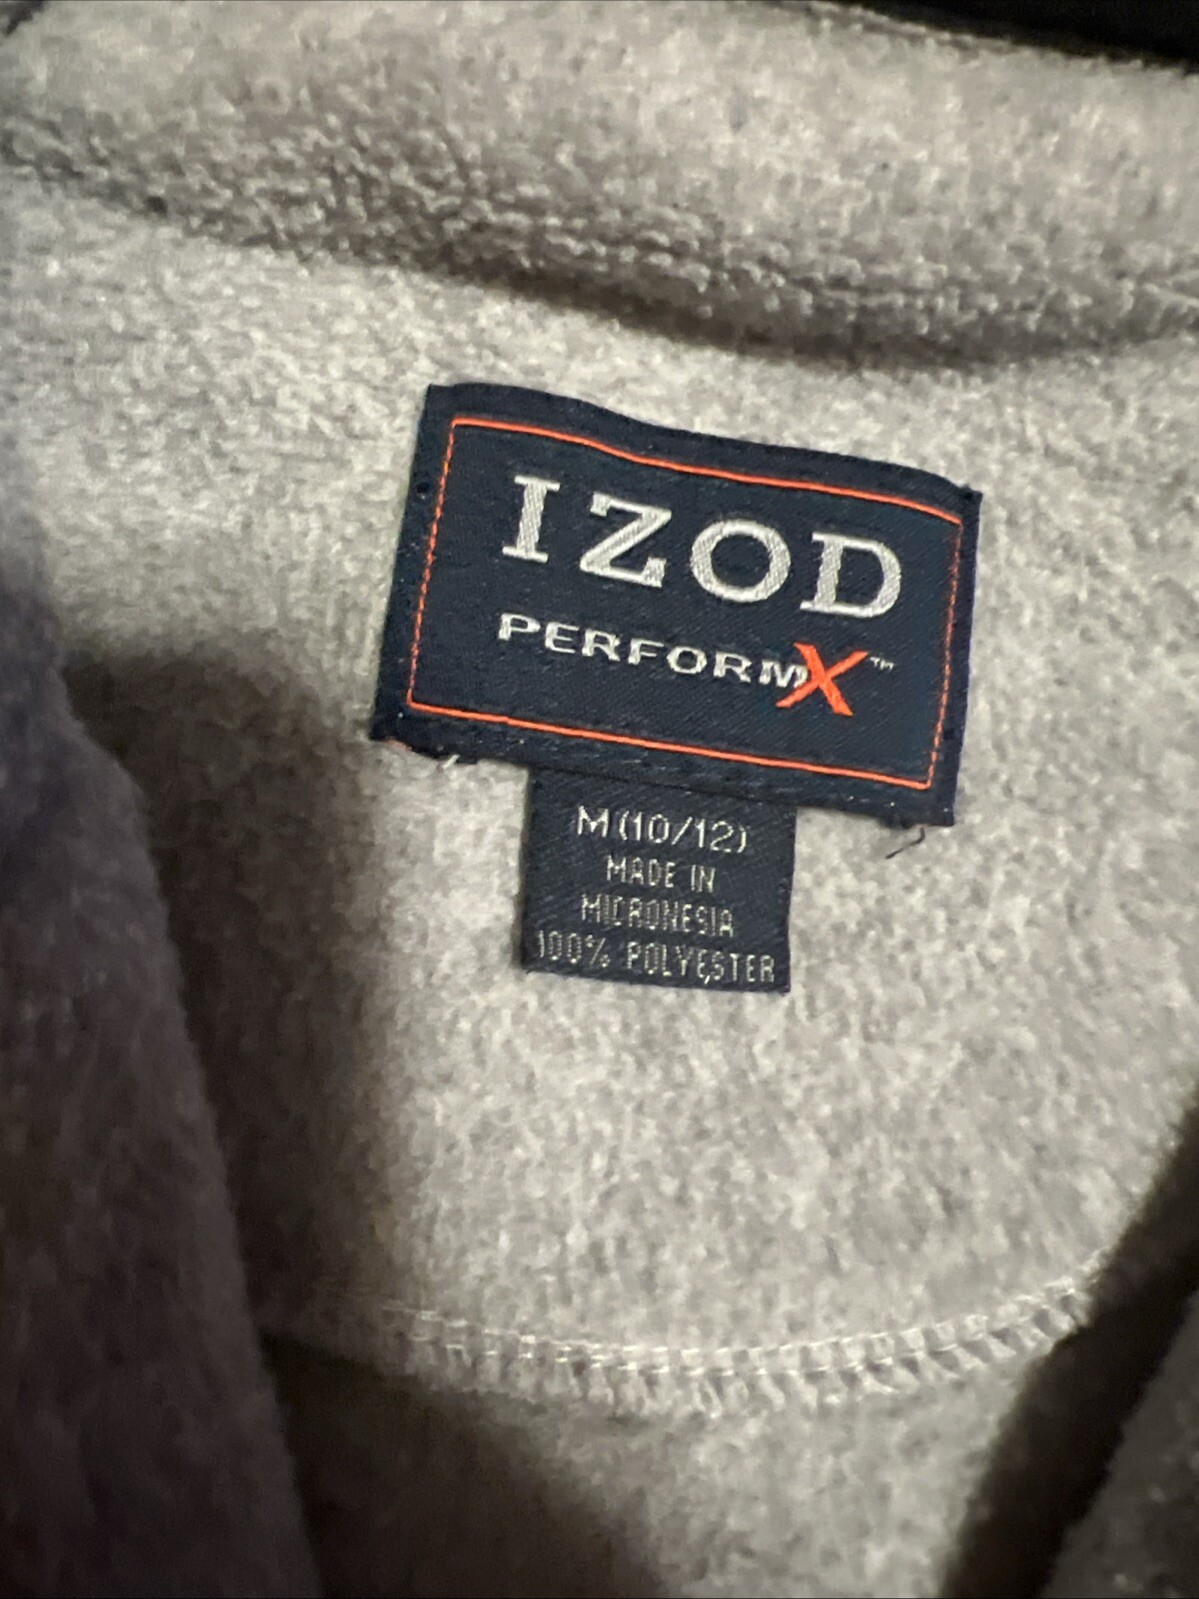 IZOD
PERFORMX™
M (10/12)
MADE IN
MICRONESIA
100% POLYESTER